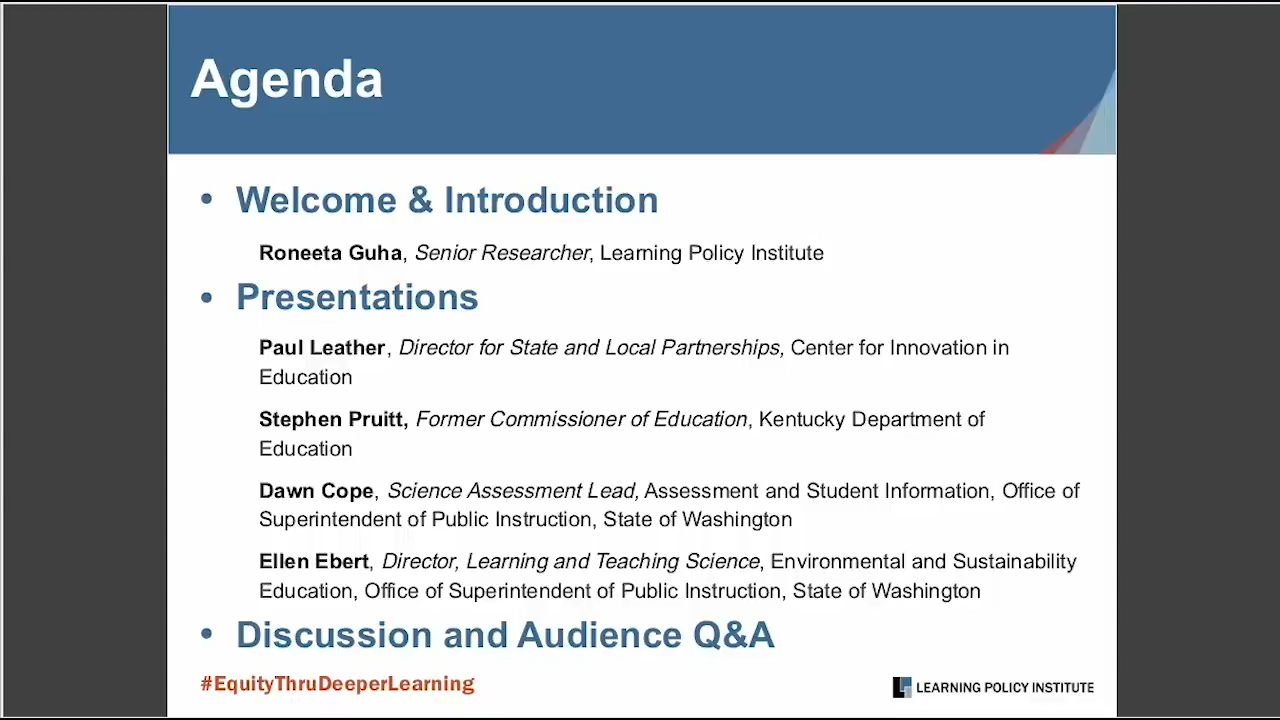 Agenda
• Welcome & Introduction
Roneeta Guha, Senior Researcher, Learning Policy Institute
• Presentations
Paul Leather, Director for State and Local Partnerships, Center for Innovation in
Education
Stephen Pruitt, Former Commissioner of Education, Kentucky Department of
Education
Dawn Cope, Science Assessment Lead, Assessment and Student Information, Office of
Superintendent of Public Instruction, State of Washington
Ellen Ebert, Director, Learning and Teaching Science, Environmental and Sustainability
Education, Office of Superintendent of Public Instruction, State of Washington
• Discussion and Audience Q&A
#EquityThruDeeperLearning
LEARNING POLICY INSTITUTE